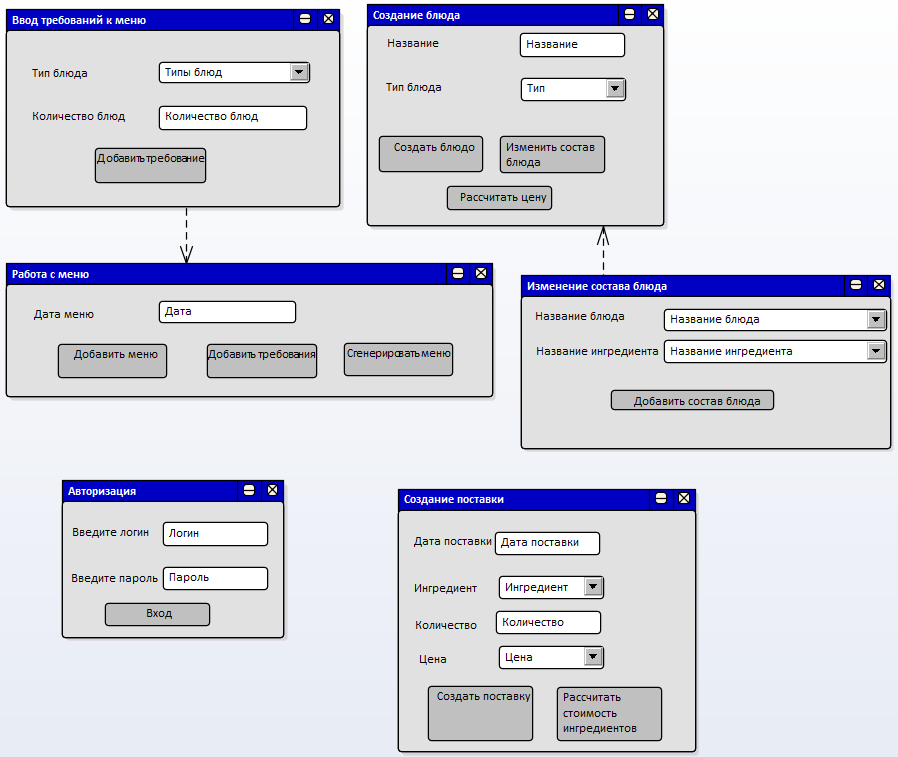 Ввод требований к меню
Тип блюда
Типы блюд
Количество блюд
Количество блюд
Добавить требование
Создание блюда
Название
Название
Тип блюда
Тип
Создать блюдо
Изменить состав
блюда
Рассчитать цену
Работа с меню
Дата меню
Дата
Добавить меню
Добавить требования
Сгенерировать меню
Изменение состава блюда
Название блюда
Название блюда
Название ингредиента
Название ингредиента
Добавить состав блюда
Авторизация
Введите логин
Логин
Введите пароль
Пароль
Вход
Создание поставки
Дата поставки
Дата поставки
Ингредиент
Ингредиент
Количество
Количество
Цена
Цена
Создать поставку
Рассчитать
стоимость
ингредиентов